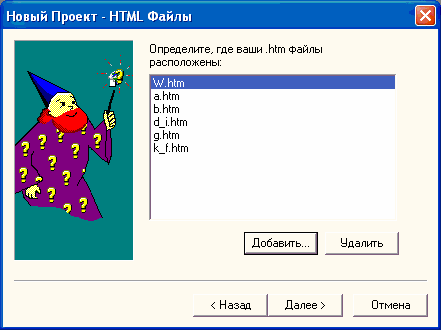 Новый Проект - HTML Файлы
Определите, где ваши .htm файлы
расположены:
W.htm
a.htm
b.htm
d_i.htm
g.htm
k_f.htm
Добавить... Удалить
< Назад Далее > Отмена